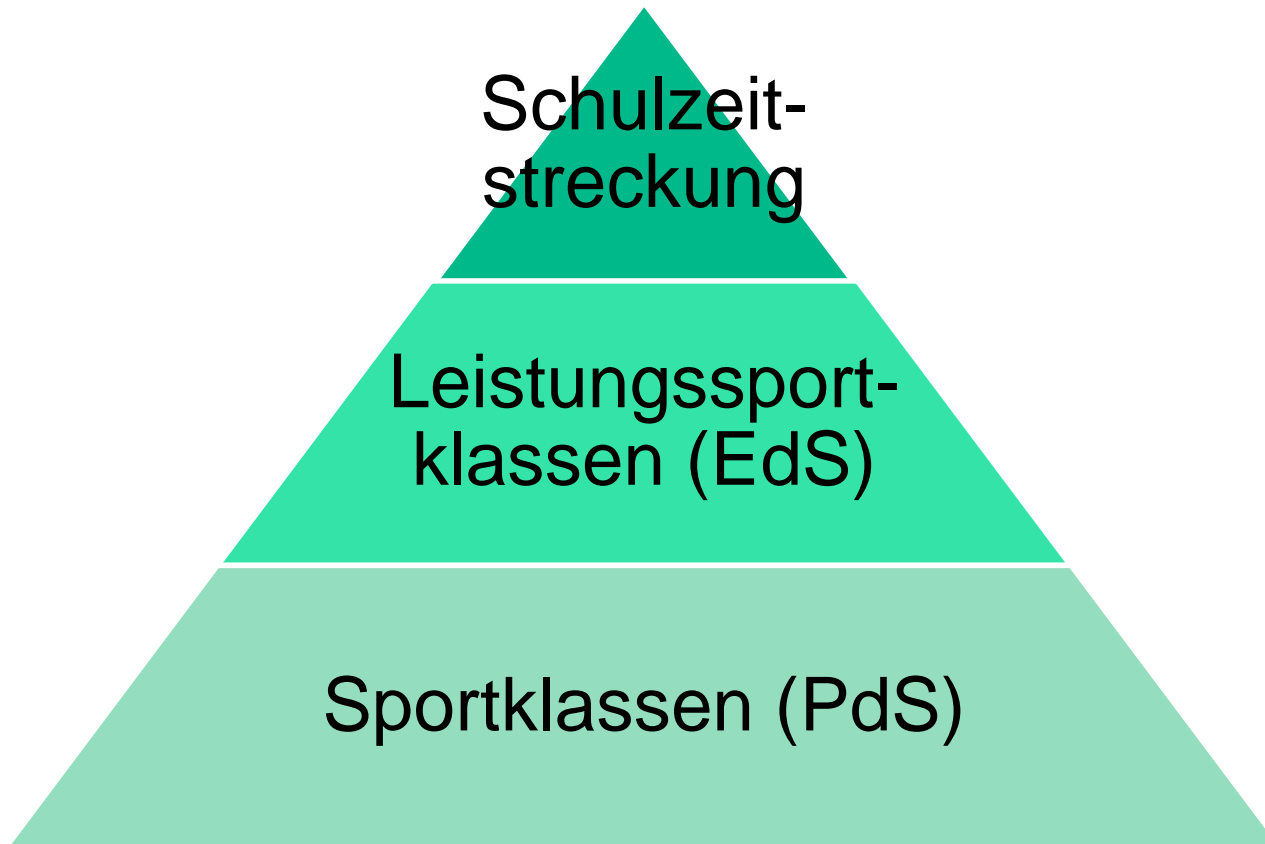 Schulzeit-
streckung
Leistungssport-
klassen (EdS)
Sportklassen (PdS)